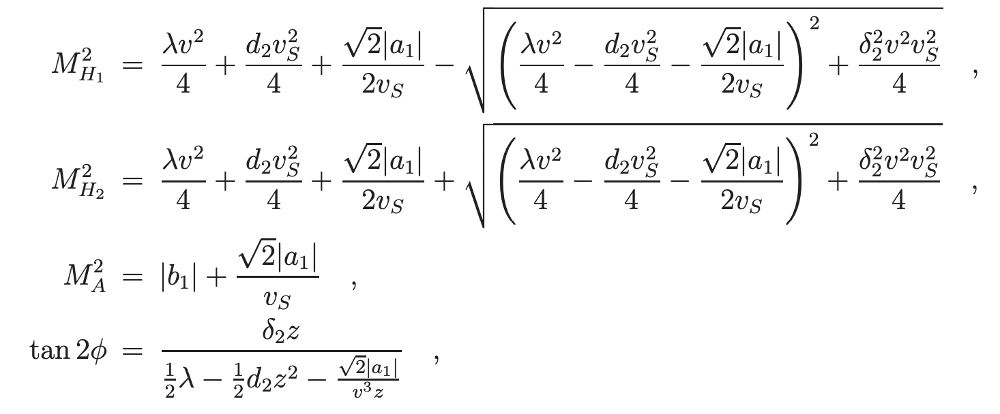 $M_{H_1}^2 = \frac{\lambda v^2}{4} + \frac{d_2 v_S^2}{4} + \frac{\sqrt{2}|a_1|}{2v_S} - \sqrt{\left(\frac{\lambda v^2}{4} - \frac{d_2 v_S^2}{4} - \frac{\sqrt{2}|a_1|}{2v_S}\right)^2 + \frac{\delta_2^2 v^2 v_S^2}{4}} \quad ,$
$M_{H_2}^2 = \frac{\lambda v^2}{4} + \frac{d_2 v_S^2}{4} + \frac{\sqrt{2}|a_1|}{2v_S} + \sqrt{\left(\frac{\lambda v^2}{4} - \frac{d_2 v_S^2}{4} - \frac{\sqrt{2}|a_1|}{2v_S}\right)^2 + \frac{\delta_2^2 v^2 v_S^2}{4}} \quad ,$
$M_A^2 = |b_1| + \frac{\sqrt{2}|a_1|}{v_S} \quad ,$
$\tan 2\phi = \frac{\delta_2 z}{\frac{1}{2}\lambda - \frac{1}{2}d_2 z^2 - \frac{\sqrt{2}|a_1|}{v^3 z}} \quad ,$